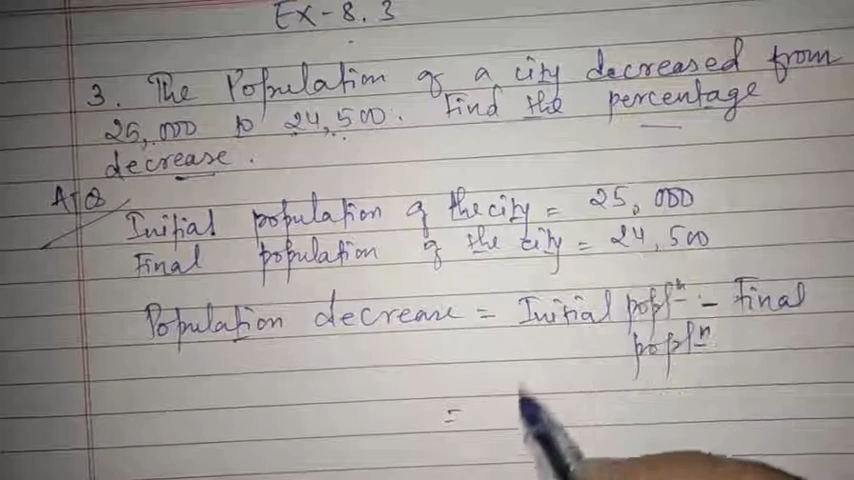 Ex-8.3
3. The Population of a city decreased from
25,000 to 24,500. Find the percentage
decrease.
ATQ
Initial population of the city = 25,000
Final population of the city = 24,500
Population decrease = Initial popln - Final
popln
=